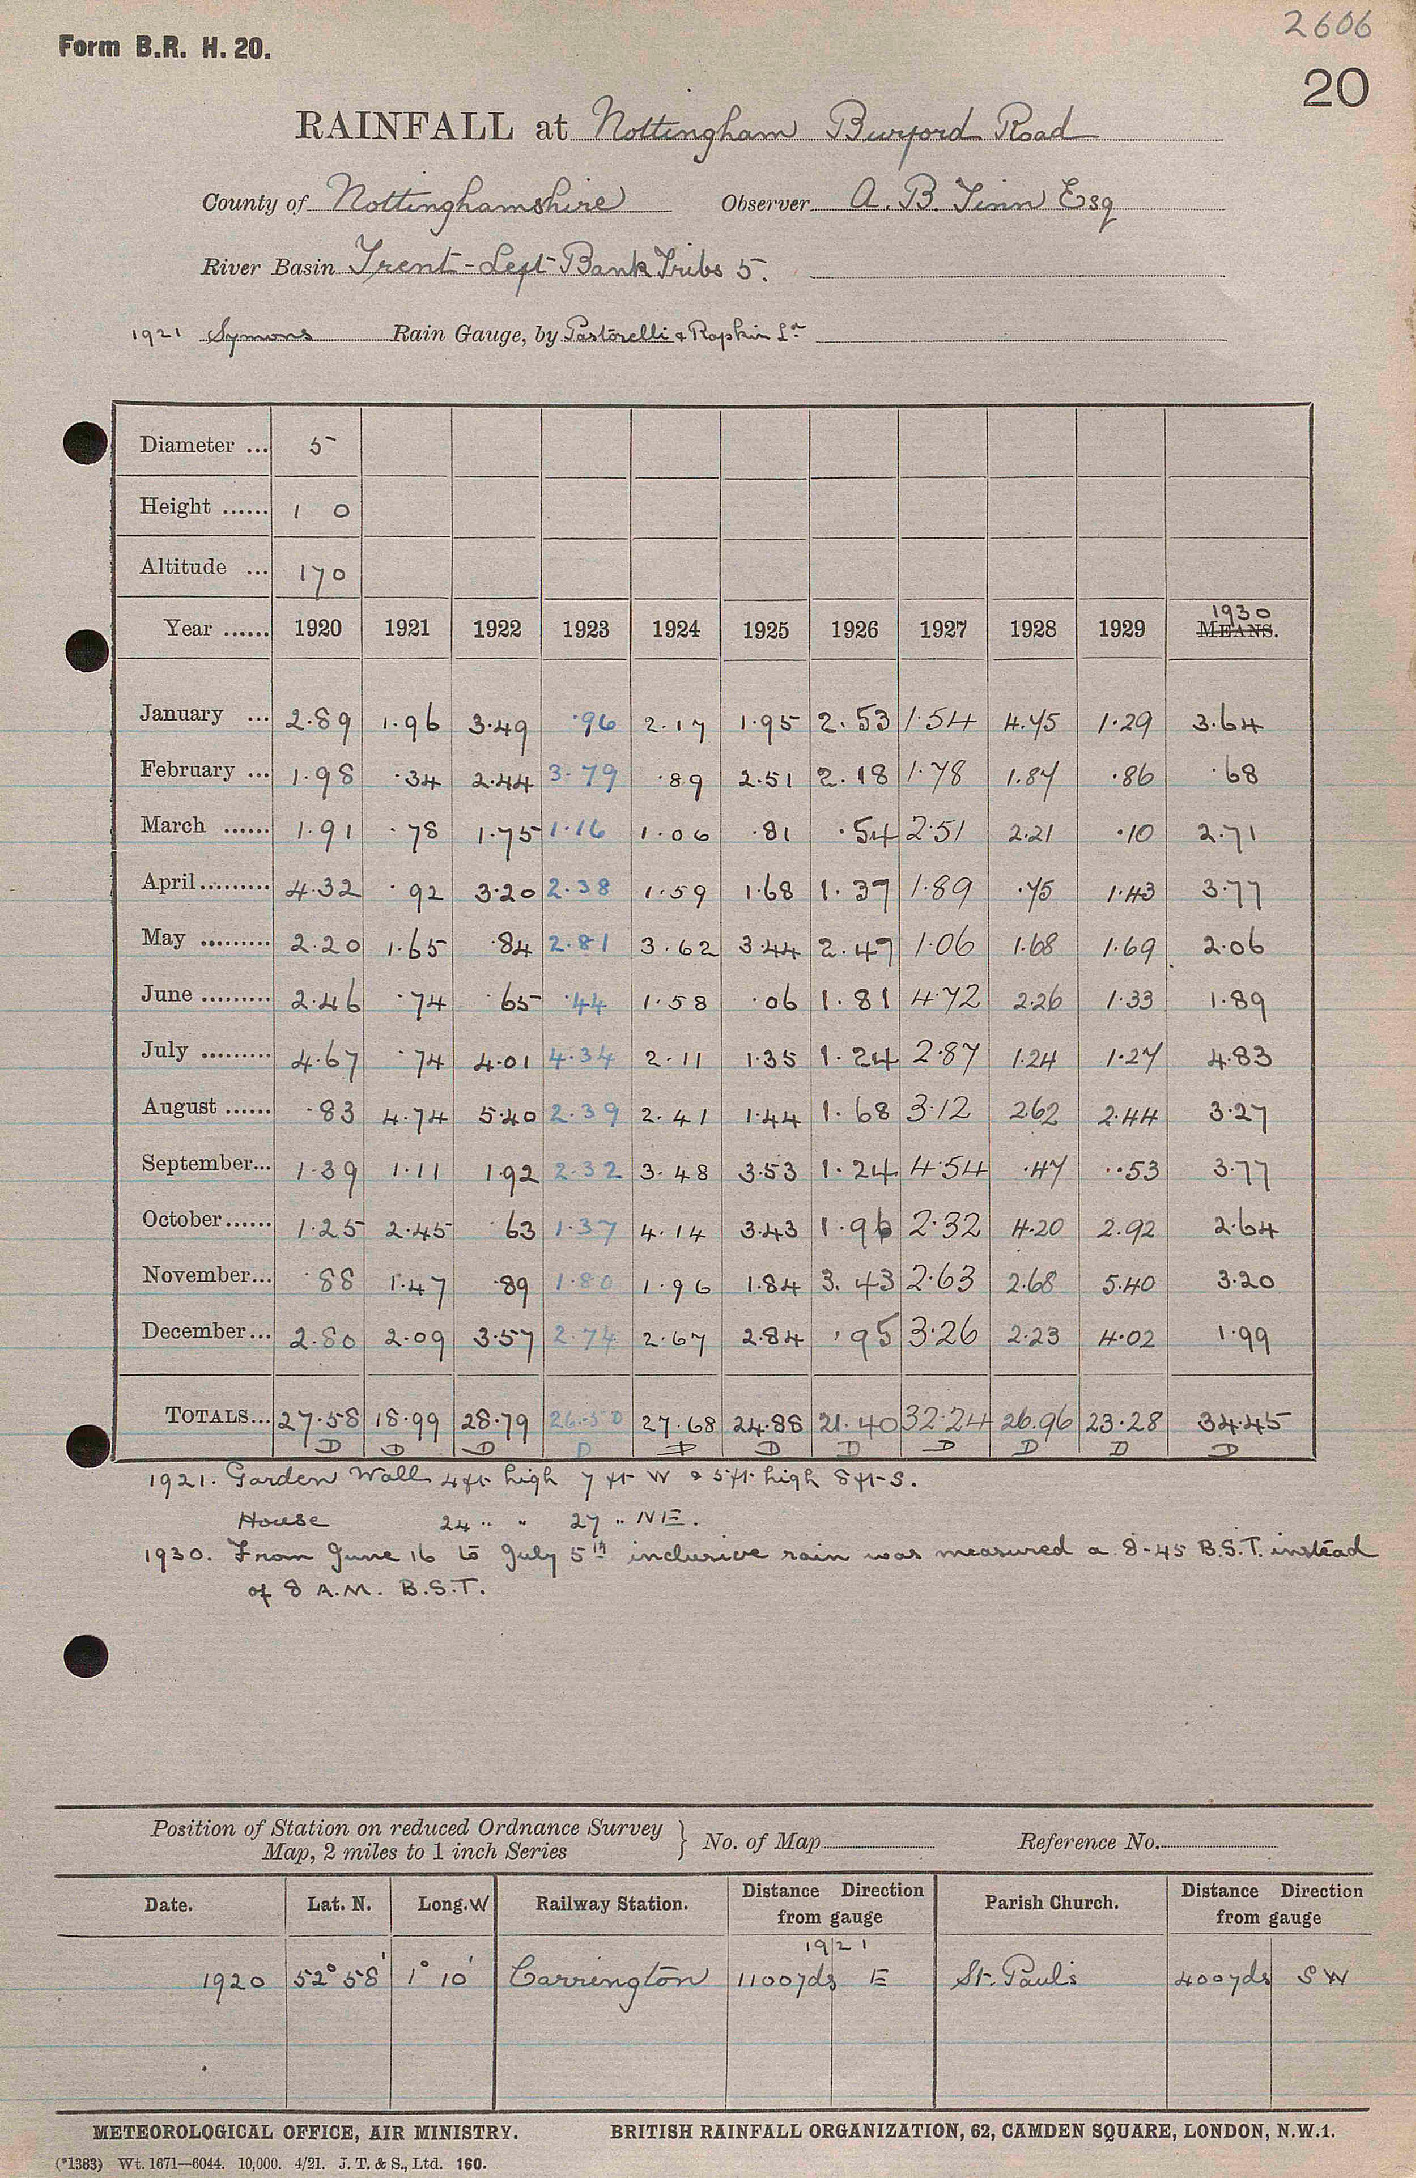 2606
Form B.R. H. 20.
20
RAINFALL at Nottingham Burford Road
County of Nottinghamshire Observer A. B. Tinn Esq
River Basin Trent - Left Bank Tribs 5.
1921 Symons Rain Gauge, by Pastorelli & Rapkin Ld
Diameter ... 5
Height ...... 1 0
Altitude ... 170
1930
Year ...... 1920 1921 1922 1923 1924 1925 1926 1927 1928 1929 MEANS.
January ... 2.89 1.96 3.49 .96 2.17 1.95 2.53 1.54 4.75 1.29 3.64
February ... 1.98 .34 2.44 3.79 .89 2.51 2.18 1.78 1.87 .86 .68
March ...... 1.91 .78 1.75 1.16 1.06 .81 .54 2.51 2.21 .10 2.71
April ......... 4.32 .92 3.20 2.38 1.59 1.68 1.37 1.89 .75 1.43 3.77
May ......... 2.20 1.65 .84 2.81 3.62 3.44 2.47 1.06 1.68 1.69 2.06
June ......... 2.46 .74 .65 .44 1.58 .06 1.81 4.72 2.26 1.33 1.89
July ......... 4.67 .74 4.01 4.34 2.11 1.35 1.24 2.87 1.24 1.27 4.83
August ...... .83 4.74 5.40 2.39 2.41 1.44 1.68 3.12 262 2.44 3.27
September... 1.39 1.11 1.92 2.32 3.48 3.53 1.24 4.54 .47 ..53 3.77
October ...... 1.25 2.45 .63 1.37 4.14 3.43 1.96 2.32 4.20 2.92 2.64
November... .88 1.47 .89 1.80 1.96 1.84 3.43 2.63 2.68 5.40 3.20
December... 2.80 2.09 3.57 2.74 2.67 2.84 .95 3.26 2.23 4.02 1.99
TOTALS... 27.58 18.99 28.79 26.50 27.68 24.88 21.40 32.24 26.96 23.28 34.45
D D D D D D D D D D D
1921. Garden Wall 4ft high 7 ft W & 5ft high 8ft S.
House 24 " " 27 " NE.
1930. From June 16 to July 5th inclusive rain was measured a 8-45 B.S.T. instead
of 8 A.M. B.S.T.
Position of Station on reduced Ordnance Survey
Map, 2 miles to 1 inch Series } No. of Map Reference No.
Date. Lat. N. Long. W Railway Station. Distance Direction from gauge Parish Church. Distance Direction from gauge
1921
1920 52° 58' 1° 10' Carrington 1100yds E St. Paul's 400yds SW
METEOROLOGICAL OFFICE, AIR MINISTRY. BRITISH RAINFALL ORGANIZATION, 62, CAMDEN SQUARE, LONDON, N.W.1.
(*1383) Wt. 1671—6044. 10,000. 4/21. J. T. & S., Ltd. 160.